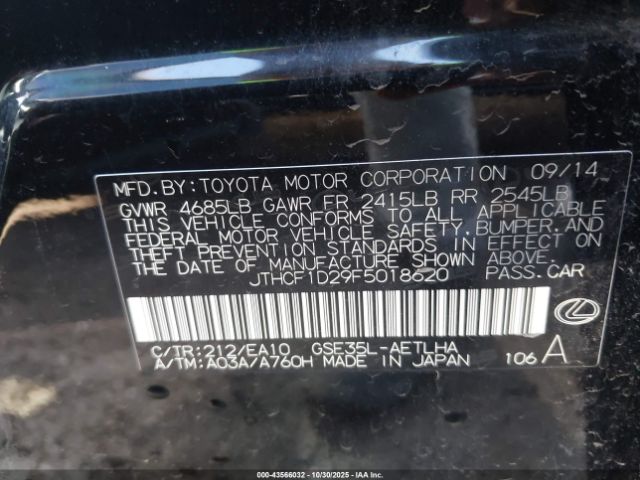 MFD.BY:TOYOTA MOTOR CORPORATION 09/14
GVWR 4685LB GAWR FR 2415LB RR 2545LB
THIS VEHICLE CONFORMS TO ALL APPLICABLE
FEDERAL MOTOR VEHICLE SAFETY,BUMPER,AND
THEFT PREVENTION STANDARDS IN EFFECT ON
THE DATE OF MANUFACTURE SHOWN ABOVE.
JTHCF1D29F5018620 PASS.CAR
C/TR:212/EA10 GSE35L-AETLHA
A/TM:A03A/A760H MADE IN JAPAN 106 A
000-43566032 - 10/30/2025 - PUBLIC AUCTION